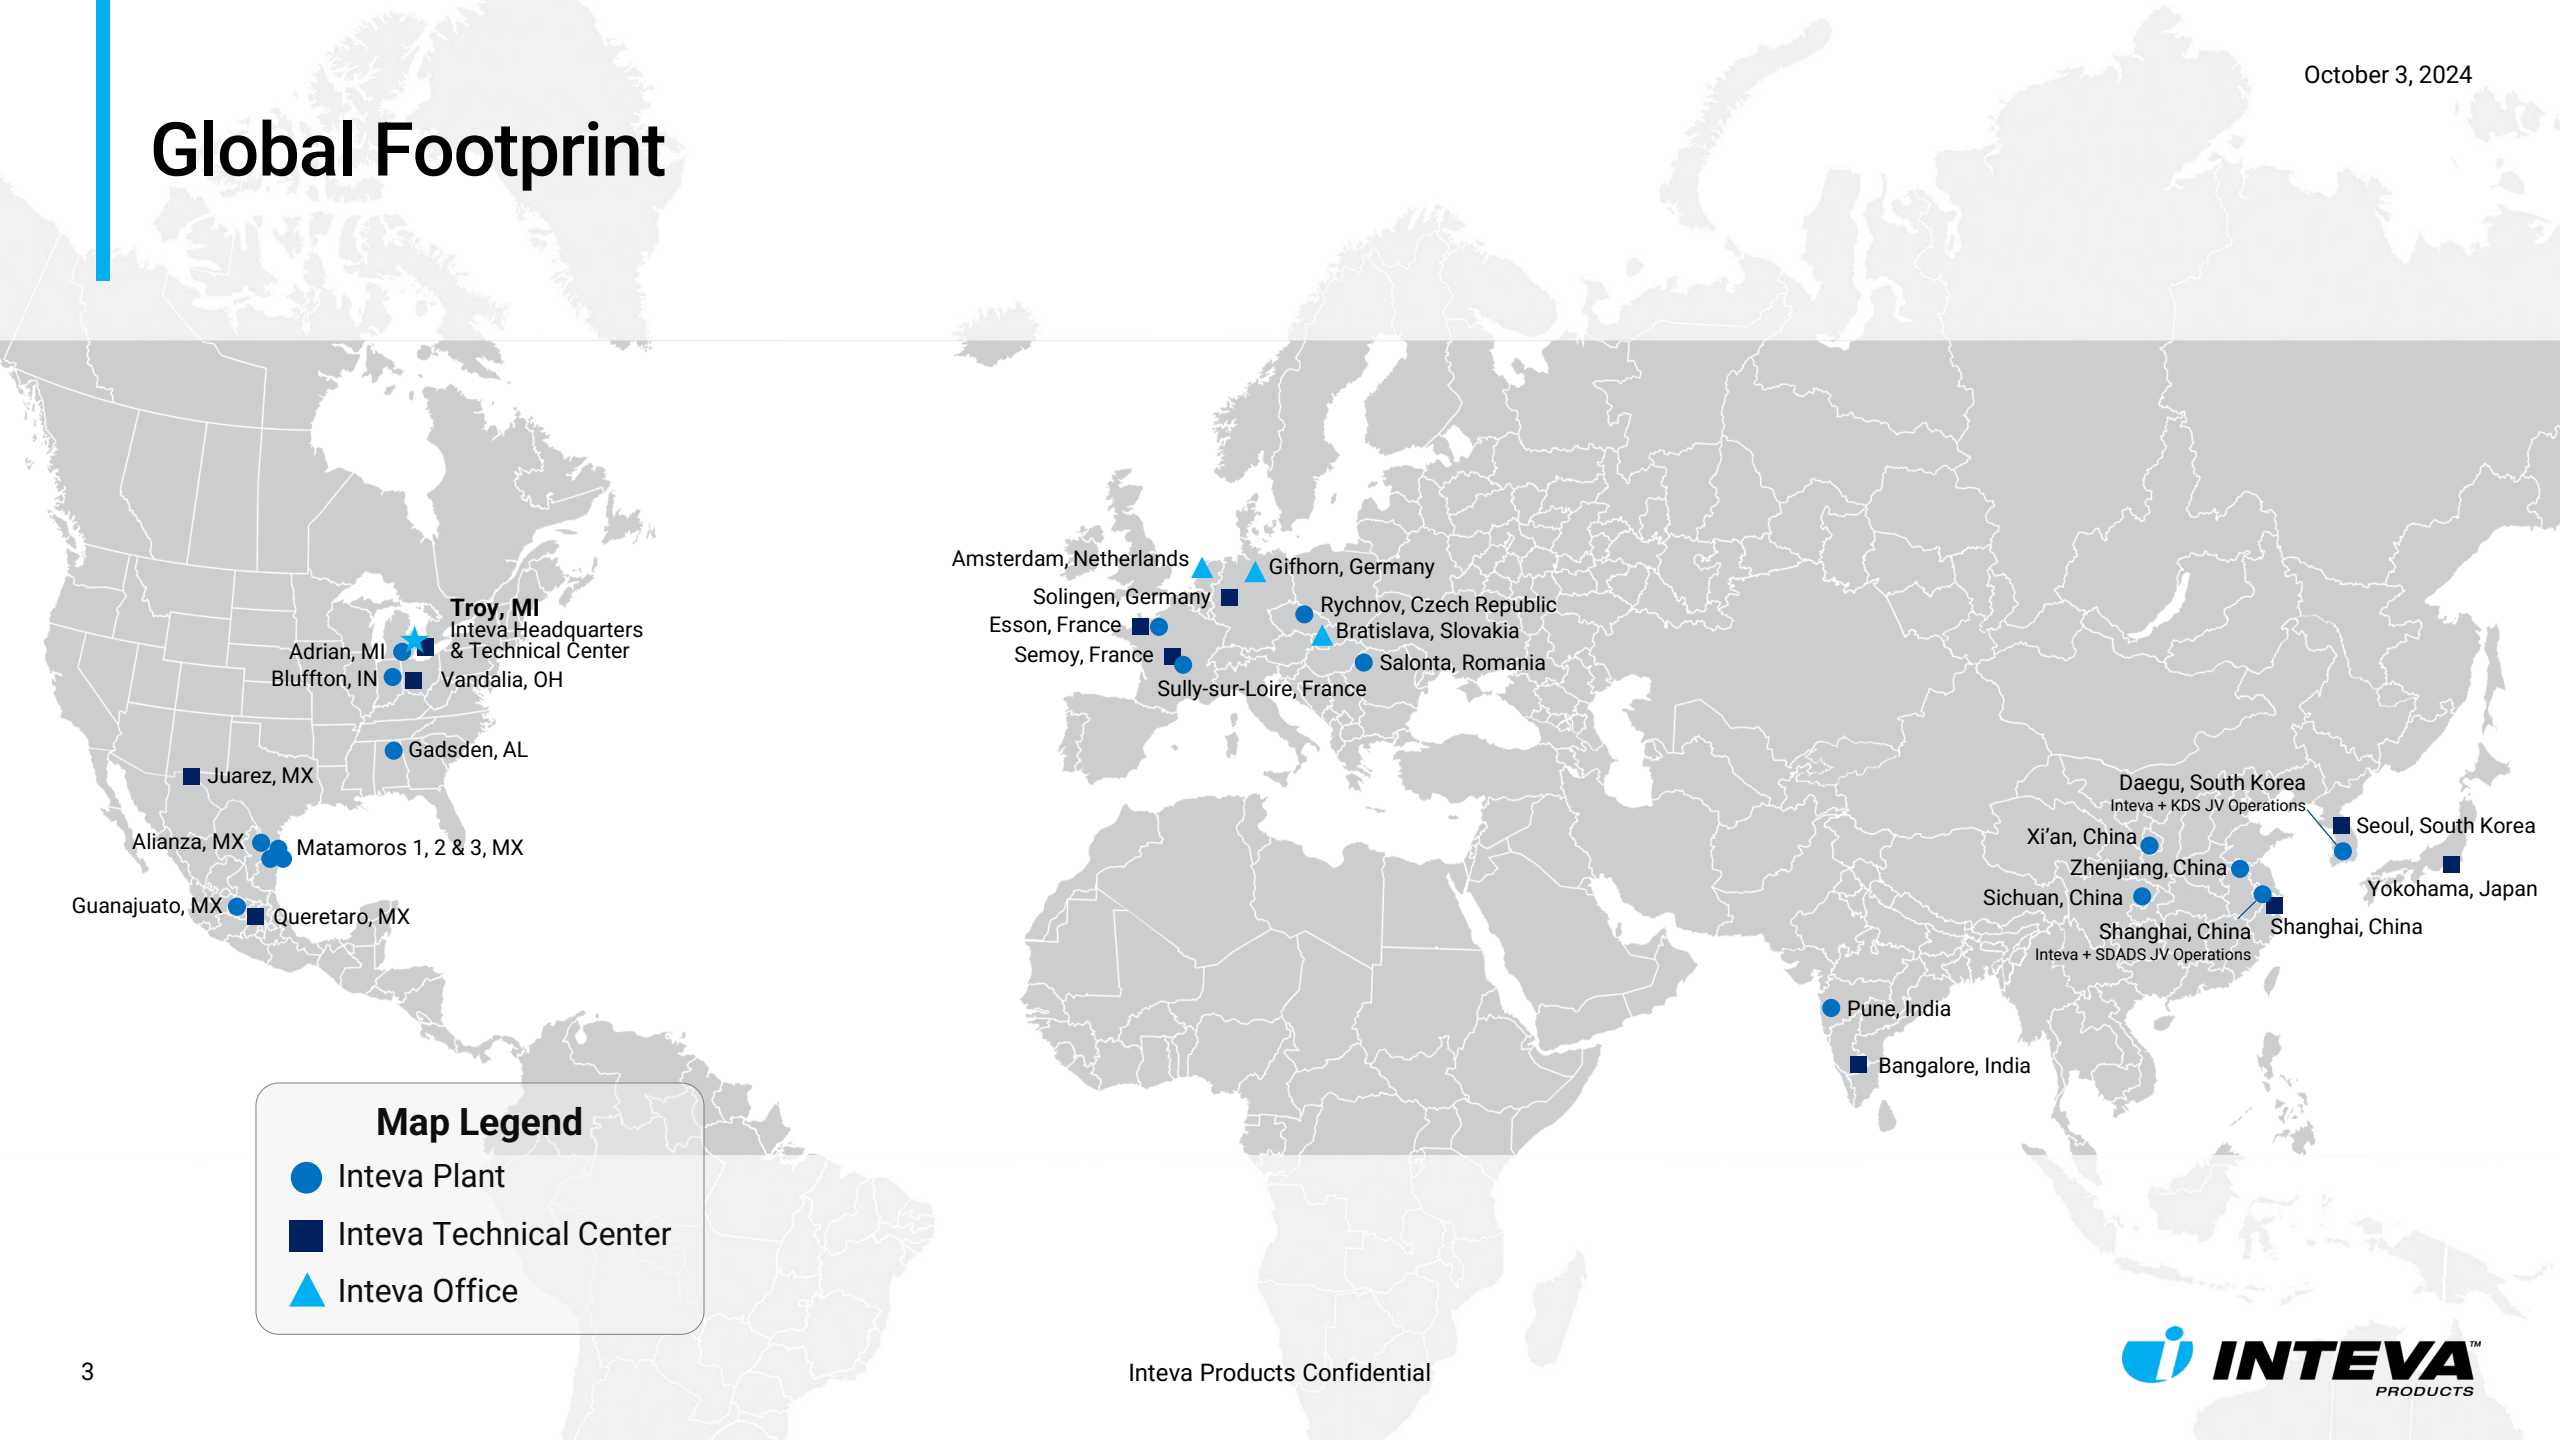 October 3, 2024
Global Footprint
Troy, MI
Inteva Headquarters
& Technical Center
Adrian, MI
Bluffton, IN
Vandalia, OH
Gadsden, AL
Juarez, MX
Alianza, MX
Matamoros 1, 2 & 3, MX
Guanajuato, MX
Queretaro, MX
Amsterdam, Netherlands
Gifhorn, Germany
Solingen, Germany
Rychnov, Czech Republic
Esson, France
Bratislava, Slovakia
Semoy, France
Salonta, Romania
Sully-sur-Loire, France
Daegu, South Korea
Inteva + KDS JV Operations
Seoul, South Korea
Xi’an, China
Zhenjiang, China
Yokohama, Japan
Sichuan, China
Shanghai, China
Inteva + SDADS JV Operations
Shanghai, China
Pune, India
Bangalore, India
Map Legend
Inteva Plant
Inteva Technical Center
Inteva Office
3
Inteva Products Confidential
INTEVA™
PRODUCTS